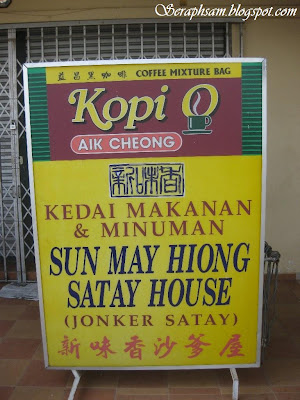 Seraphsam.blogspot.com
益昌黑咖啡 COFFEE MIXTURE BAG
Kopi O
AIK CHEONG
新味香
KEDAI MAKANAN
& MINUMAN
SUN MAY HIONG
SATAY HOUSE
(JONKER SATAY)
新味香沙爹屋